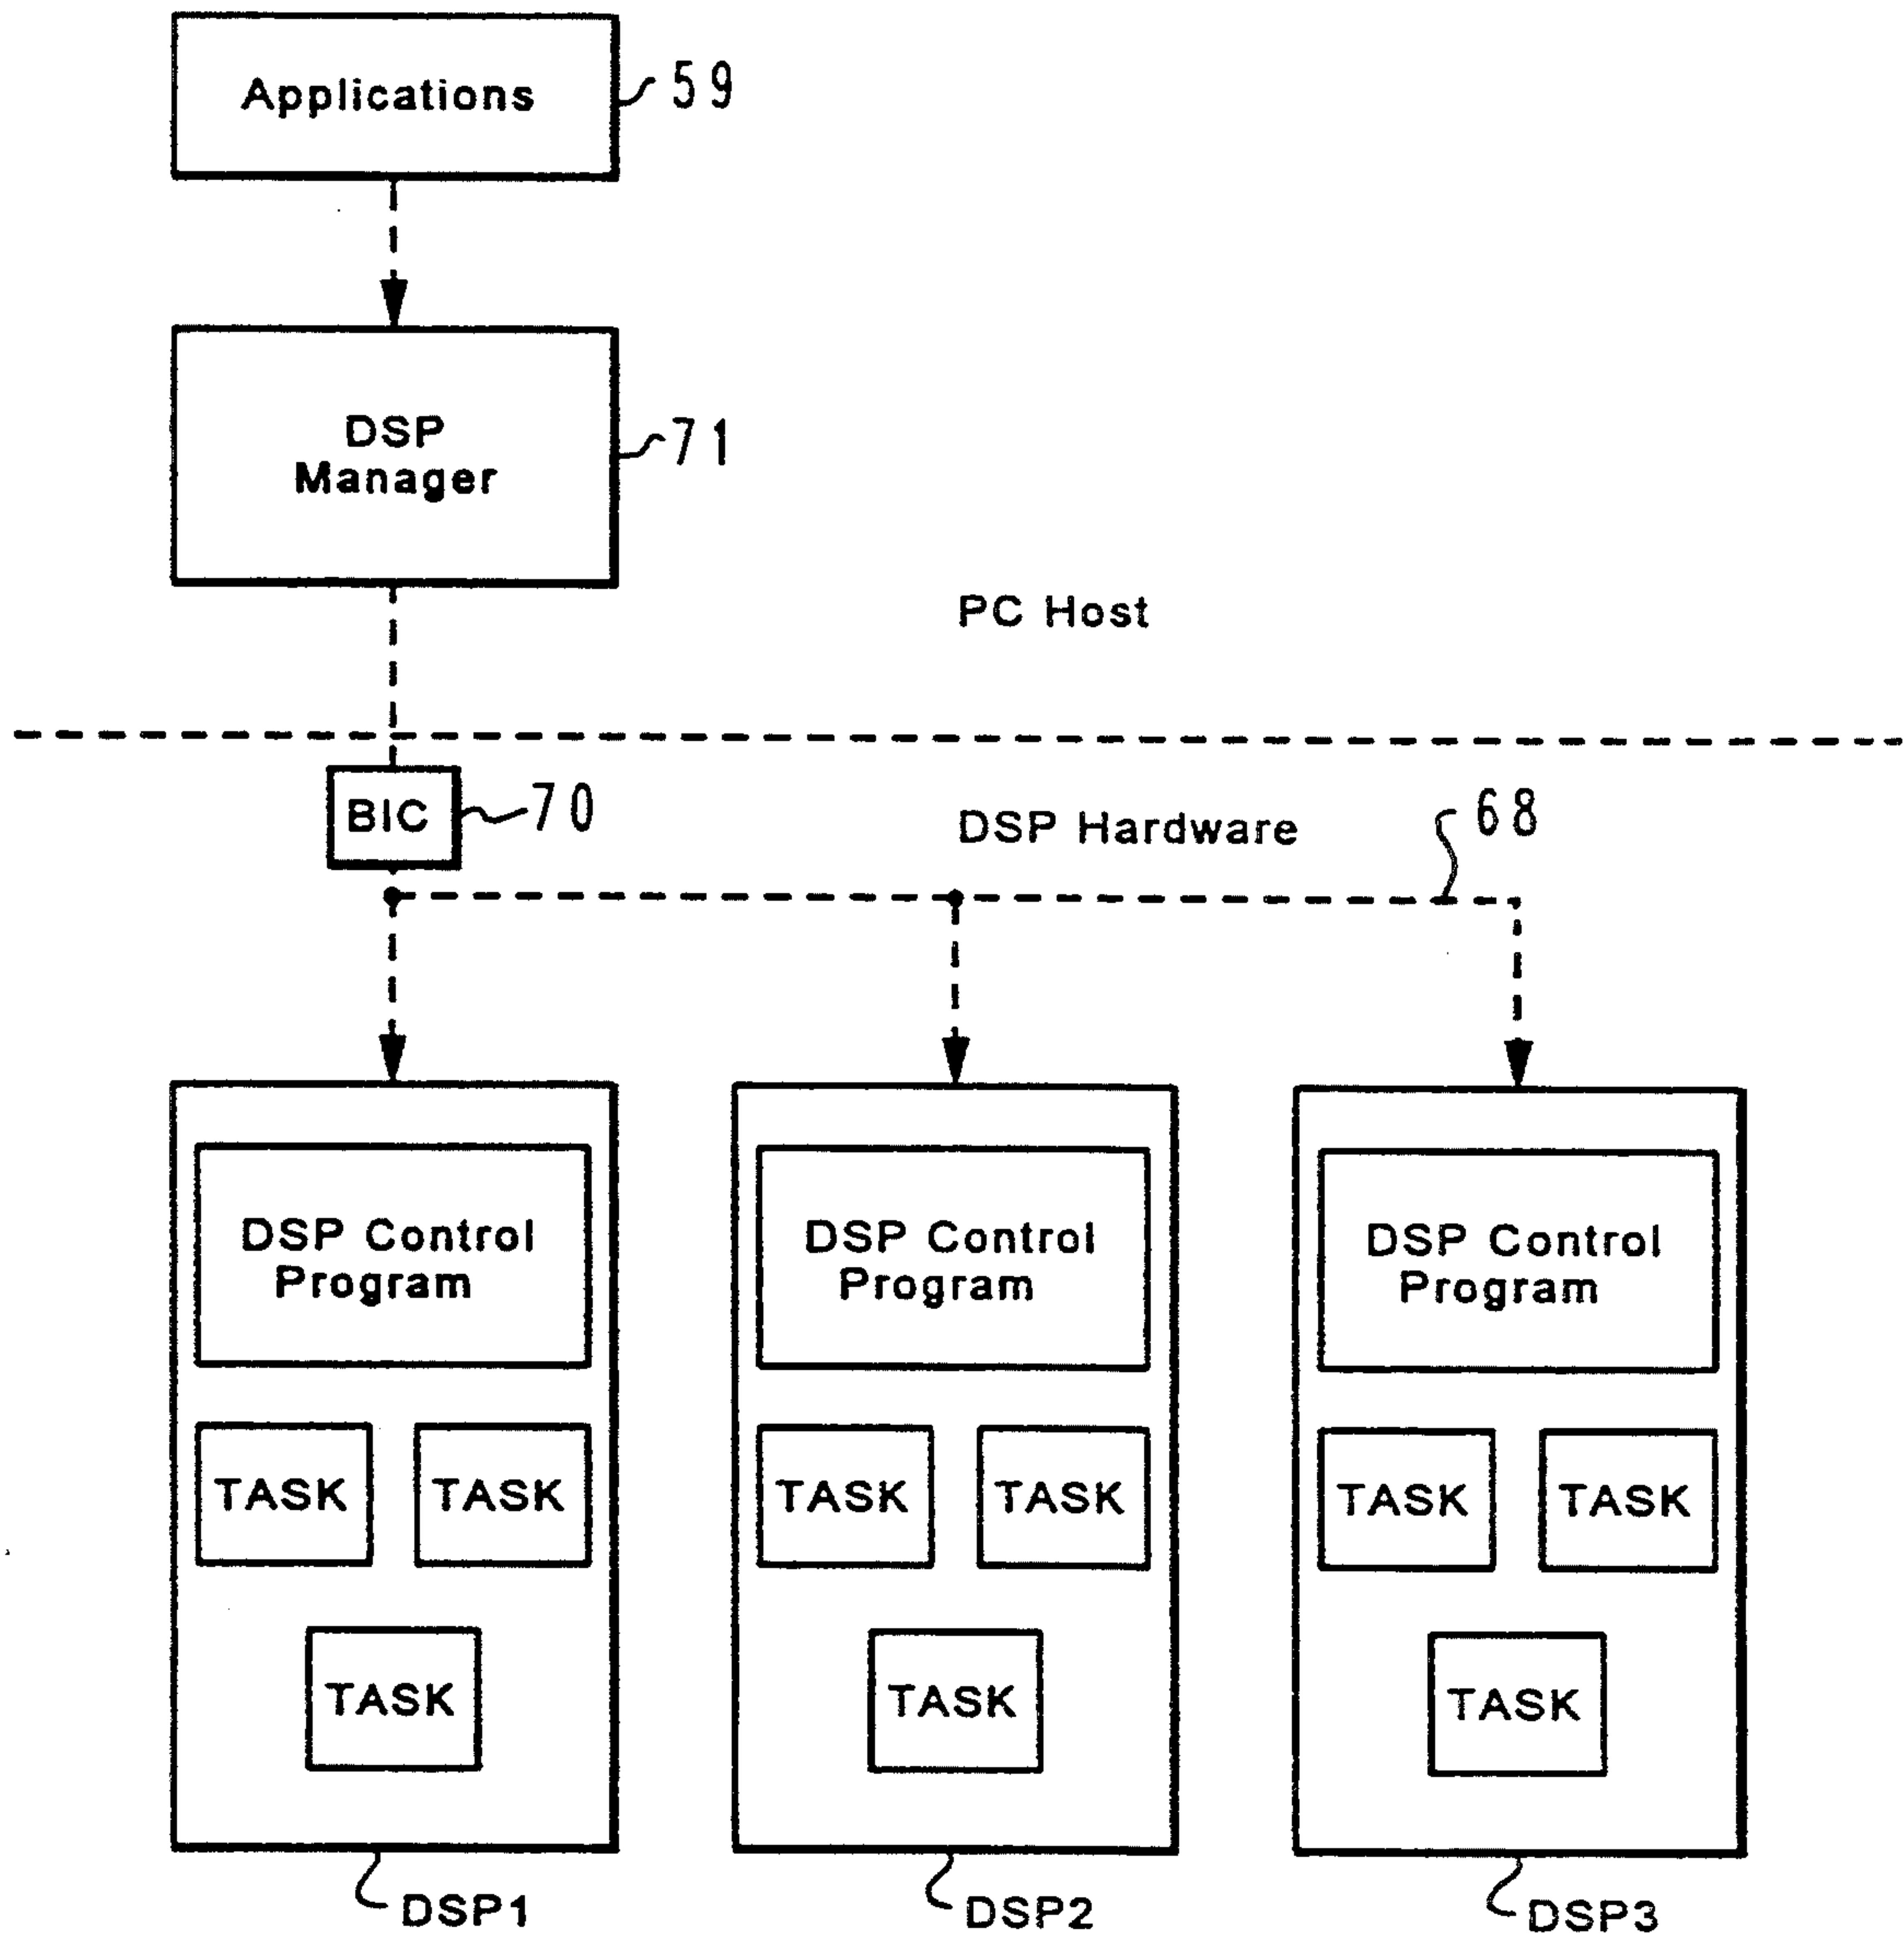 Applications
59
DSP
Manager
71
PC Host
BIC
70
DSP Hardware
68
DSP Control
Program
DSP Control
Program
DSP Control
Program
TASK
TASK
TASK
TASK
TASK
TASK
TASK
TASK
TASK
DSP1
DSP2
DSP3